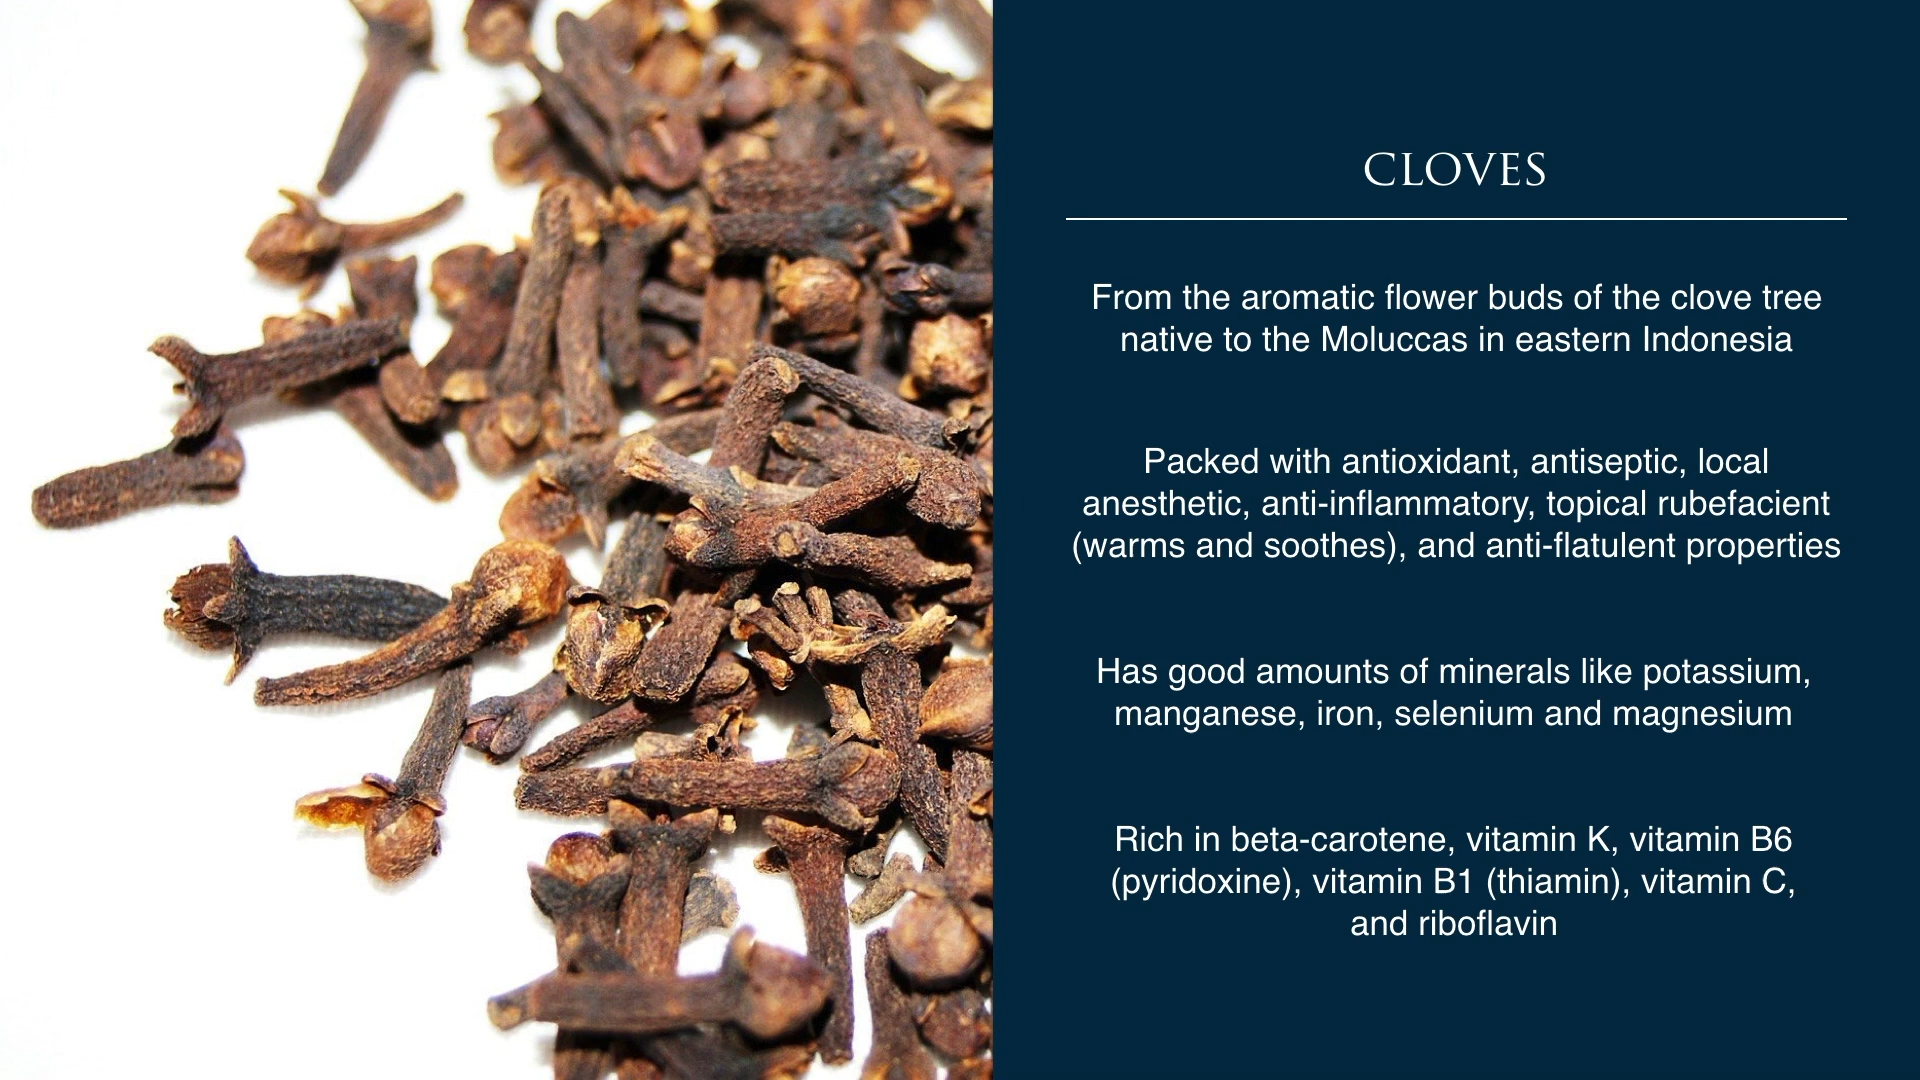 CLOVES
From the aromatic flower buds of the clove tree
native to the Moluccas in eastern Indonesia
Packed with antioxidant, antiseptic, local
anesthetic, anti-inflammatory, topical rubefacient
(warms and soothes), and anti-flatulent properties
Has good amounts of minerals like potassium,
manganese, iron, selenium and magnesium
Rich in beta-carotene, vitamin K, vitamin B6
(pyridoxine), vitamin B1 (thiamin), vitamin C,
and riboflavin